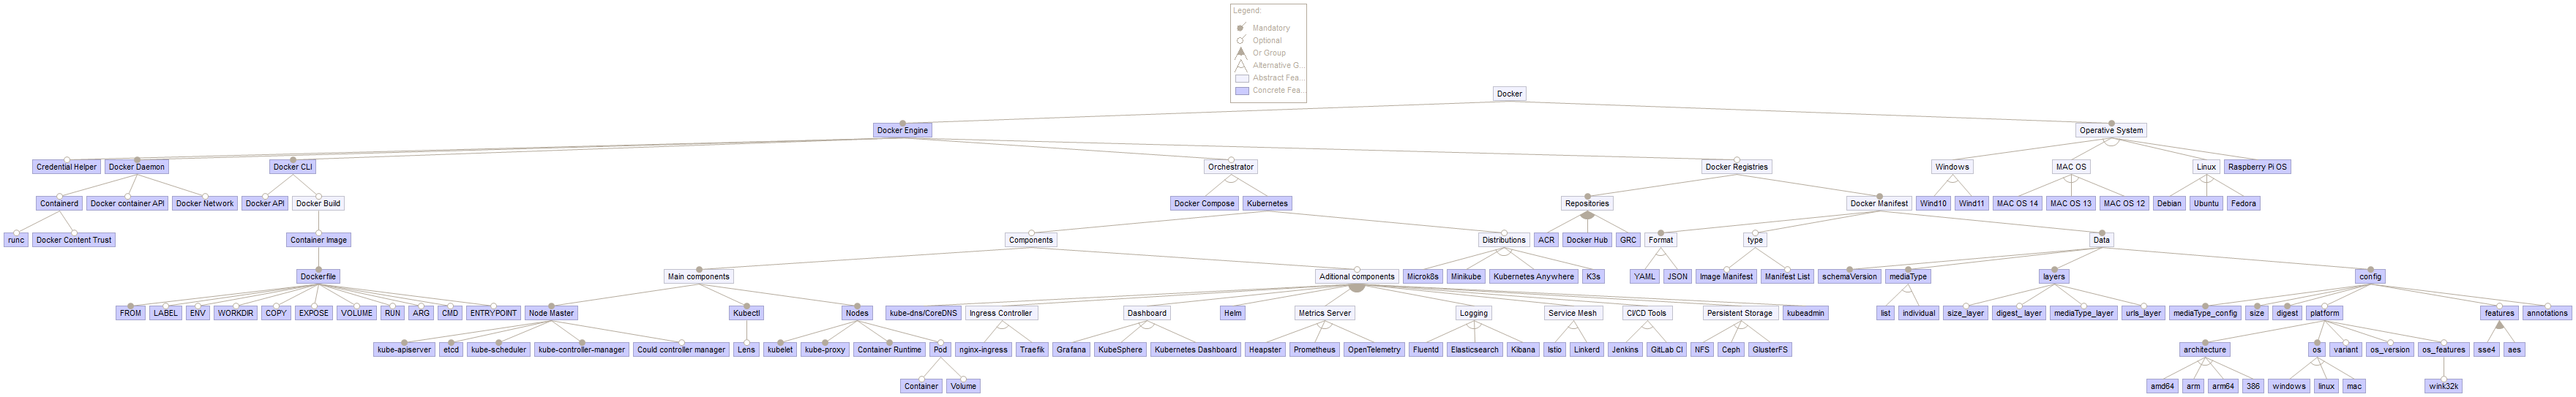 Legend:
Mandatory
Optional
Or Group
Alternative G...
Abstract Fea...
Concrete Fea...
Docker
Docker Engine
Operative System
Credential Helper
Docker Daemon
Docker CLI
Orchestrator
Docker Registries
Windows
MAC OS
Linux
Raspberry Pi OS
Containerd
Docker container API
Docker Network
Docker API
Docker Build
Docker Compose
Kubernetes
Repositories
Docker Manifest
Wind10
Wind11
MAC OS 14
MAC OS 13
MAC OS 12
Debian
Ubuntu
Fedora
runc
Docker Content Trust
Container Image
Components
Distributions
ACR
Docker Hub
GRC
Format
type
Data
Dockerfile
Main components
Aditional components
Microk8s
Minikube
Kubernetes Anywhere
K3s
YAML
JSON
Image Manifest
Manifest List
schemaVersion
mediaType
layers
config
FROM
LABEL
ENV
WORKDIR
COPY
EXPOSE
VOLUME
RUN
ARG
CMD
ENTRYPOINT
Node Master
Kubectl
Nodes
kube-dns/CoreDNS
Ingress Controller
Dashboard
Helm
Metrics Server
Logging
Service Mesh
CI/CD Tools
Persistent Storage
kubeadmin
list
individual
size_layer
digest_ layer
mediaType_layer
urls_layer
mediaType_config
size
digest
platform
features
annotations
kube-apiserver
etcd
kube-scheduler
kube-controller-manager
Could controller manager
Lens
kubelet
kube-proxy
Container Runtime
Pod
nginx-ingress
Traefik
Grafana
KubeSphere
Kubernetes Dashboard
Heapster
Prometheus
OpenTelemetry
Fluentd
Elasticsearch
Kibana
Istio
Linkerd
Jenkins
GitLab CI
NFS
Ceph
GlusterFS
architecture
os
variant
os_version
os_features
sse4
aes
Container
Volume
amd64
arm
arm64
386
windows
linux
mac
wink32k